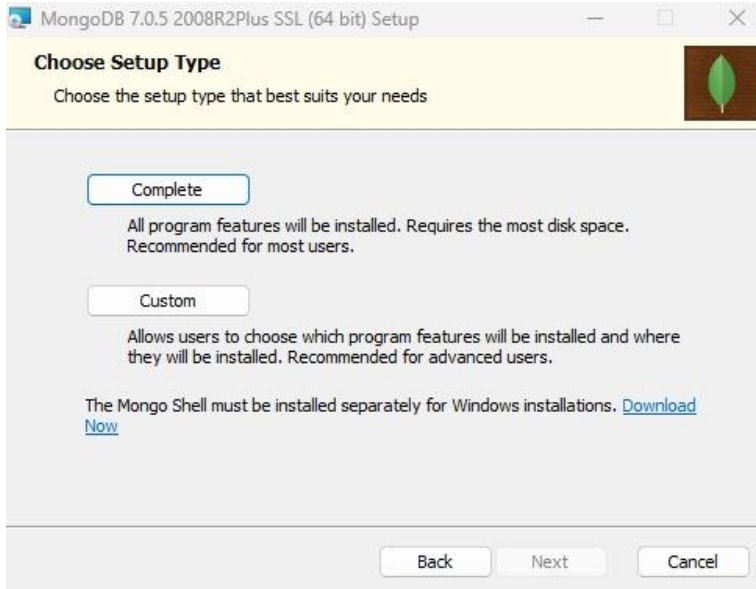 MongoDB 7.0.5 2008R2Plus SSL (64 bit) Setup
Choose Setup Type
Choose the setup type that best suits your needs
Complete
All program features will be installed. Requires the most disk space.
Recommended for most users.
Custom
Allows users to choose which program features will be installed and where
they will be installed. Recommended for advanced users.
The Mongo Shell must be installed separately for Windows installations. Download
Now
Back Next Cancel